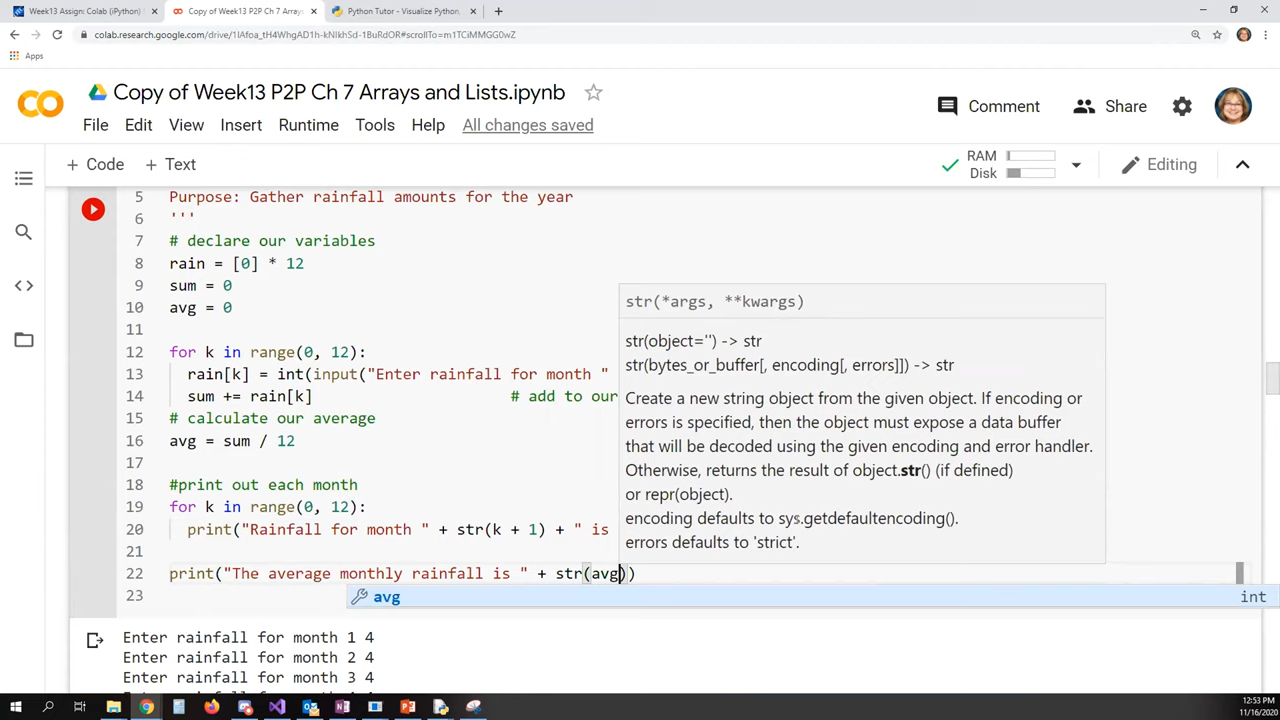 Week13 Assign: Colab (iPython)
Copy of Week13 P2P Ch 7 Arrays
Python Tutor - Visualize Python,
colab.research.google.com/drive/1lAfoa_tH4WhgAD1h-kNlkhSd-1BuRdOR#scrollTo=m1TCiMMGG0wZ
Apps
Copy of Week13 P2P Ch 7 Arrays and Lists.ipynb
Comment
Share
File Edit View Insert Runtime Tools Help All changes saved
+ Code + Text
RAM
Disk
Editing
5 Purpose: Gather rainfall amounts for the year
6 '''
7 # declare our variables
8 rain = [0] * 12
9 sum = 0
10 avg = 0
11
12 for k in range(0, 12):
13 rain[k] = int(input("Enter rainfall for month "
14 sum += rain[k] # add to our
15 # calculate our average
16 avg = sum / 12
17
18 #print out each month
19 for k in range(0, 12):
20 print("Rainfall for month " + str(k + 1) + " is
21
22 print("The average monthly rainfall is " + str(avg))
23
str(*args, **kwargs)
str(object='') -> str
str(bytes_or_buffer[, encoding[, errors]]) -> str
Create a new string object from the given object. If encoding or
errors is specified, then the object must expose a data buffer
that will be decoded using the given encoding and error handler.
Otherwise, returns the result of object.str() (if defined)
or repr(object).
encoding defaults to sys.getdefaultencoding().
errors defaults to 'strict'.
avg int
Enter rainfall for month 1 4
Enter rainfall for month 2 4
Enter rainfall for month 3 4
12:53 PM
11/16/2020